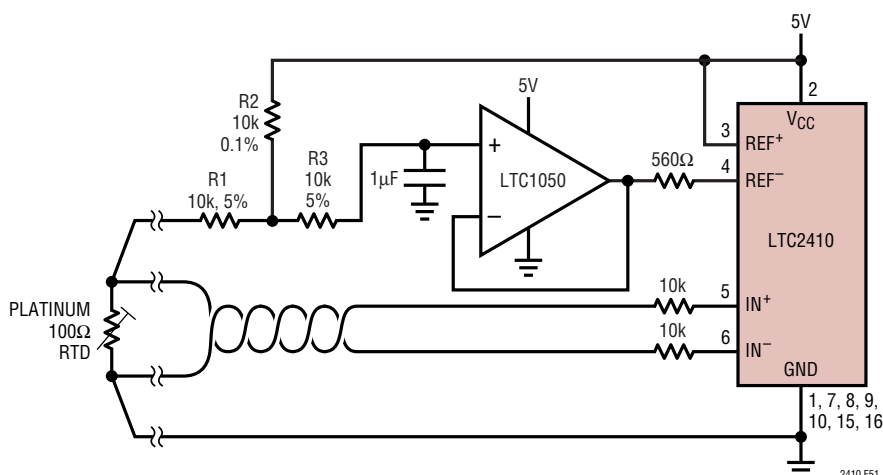 5V
2
VCC
R2
10k
0.1%
5V
3
REF+
R3
10k
5%
R1
10k, 5%
1µF
+
LTC1050
–
560Ω
4
REF–
LTC2410
PLATINUM
100Ω
RTD
10k
5
IN+
10k
6
IN–
GND
1, 7, 8, 9,
10, 15, 16
2410 F51